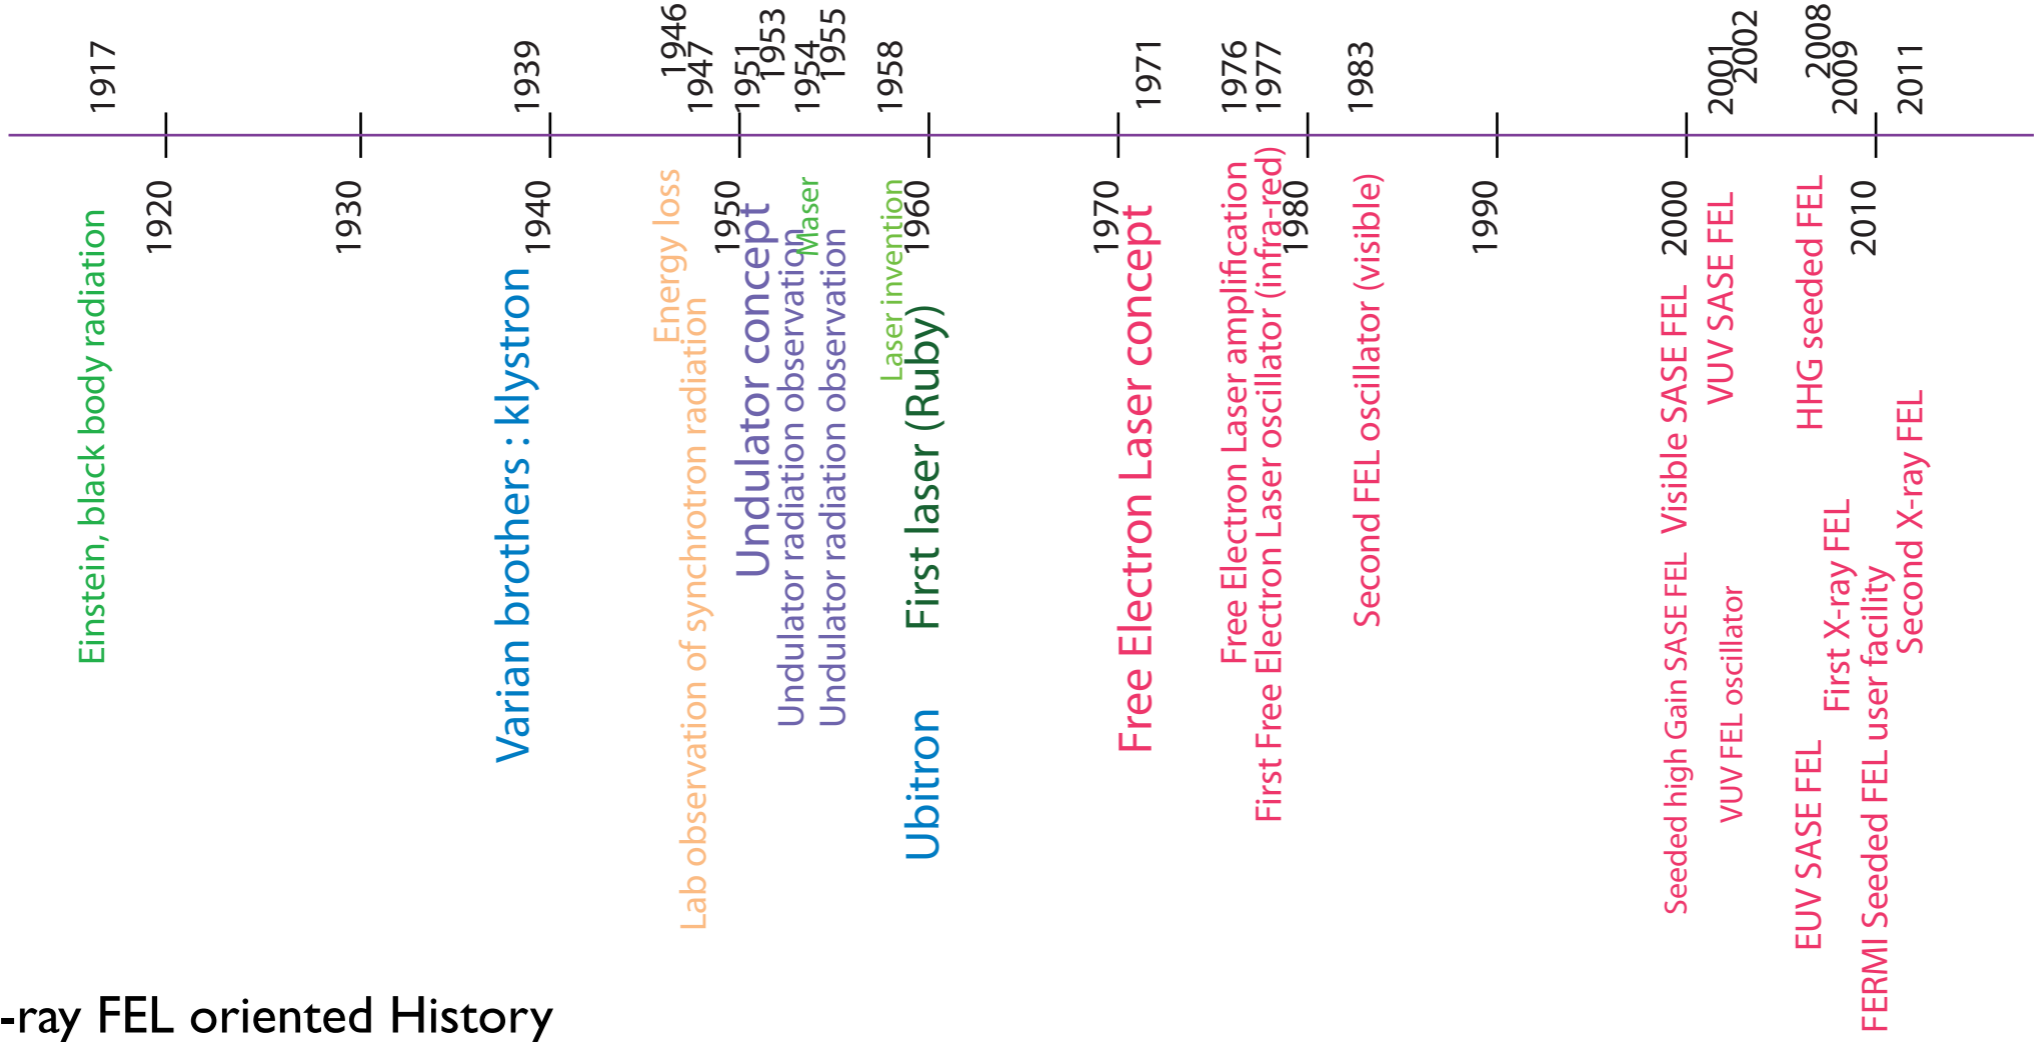 1917
1939
1946
1947
1951
1953
1954
1955
1958
1971
1976
1977
1983
2001
2002
2008
2009
2011
1920
1930
1940
1950
1960
1970
1980
1990
2000
2010
Einstein, black body radiation
Varian brothers : klystron
Energy loss
Lab observation of synchrotron radiation
Undulator concept
Undulator radiation observation
Maser
Undulator radiation observation
Laser invention
First laser (Ruby)
Ubitron
Free Electron Laser concept
Free Electron Laser amplification
First Free Electron Laser oscillator (infra-red)
Second FEL oscillator (visible)
Visible SASE FEL
Seeded high Gain SASE FEL
VUV SASE FEL
VUV FEL oscillator
HHG seeded FEL
EUV SASE FEL
First X-ray FEL
FERMI Seeded FEL user facility
Second X-ray FEL
-ray FEL oriented History